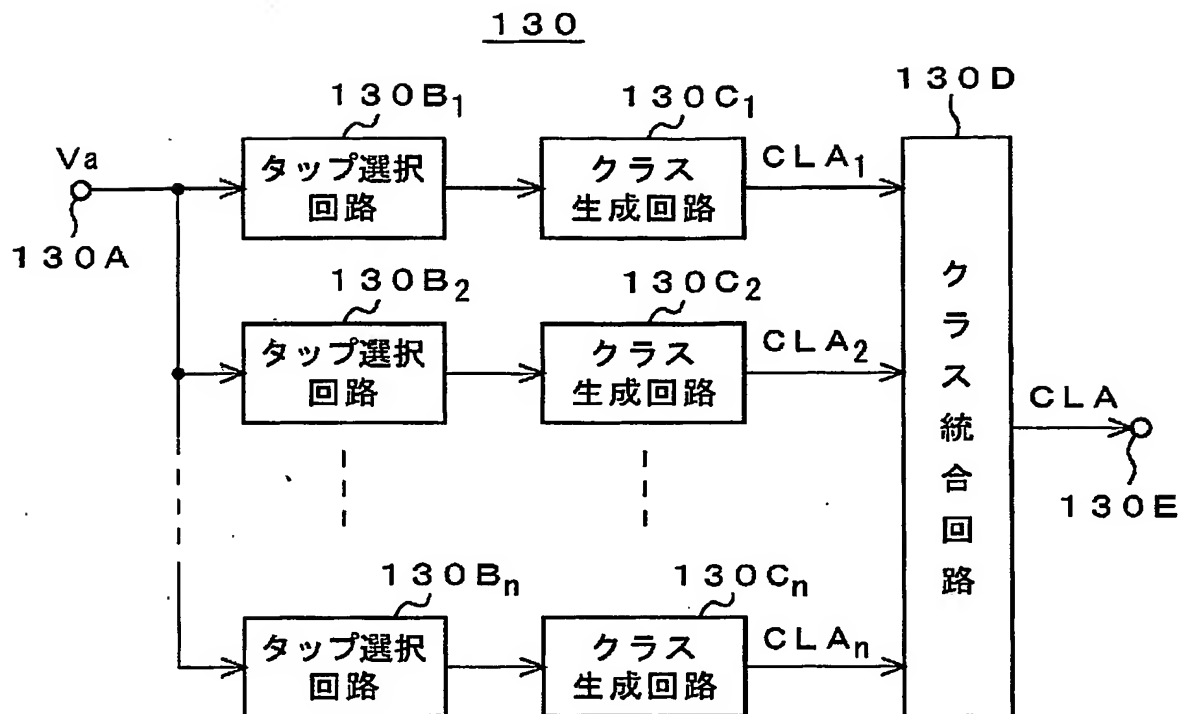 130
130D
130B₁
130C₁
Va
タップ選択
回路
クラス
生成回路
CLA₁
130A
130B₂
130C₂
タップ選択
回路
クラス
生成回路
CLA₂
クラス統合回路
CLA
130E
130Bₙ
130Cₙ
タップ選択
回路
クラス
生成回路
CLAₙ